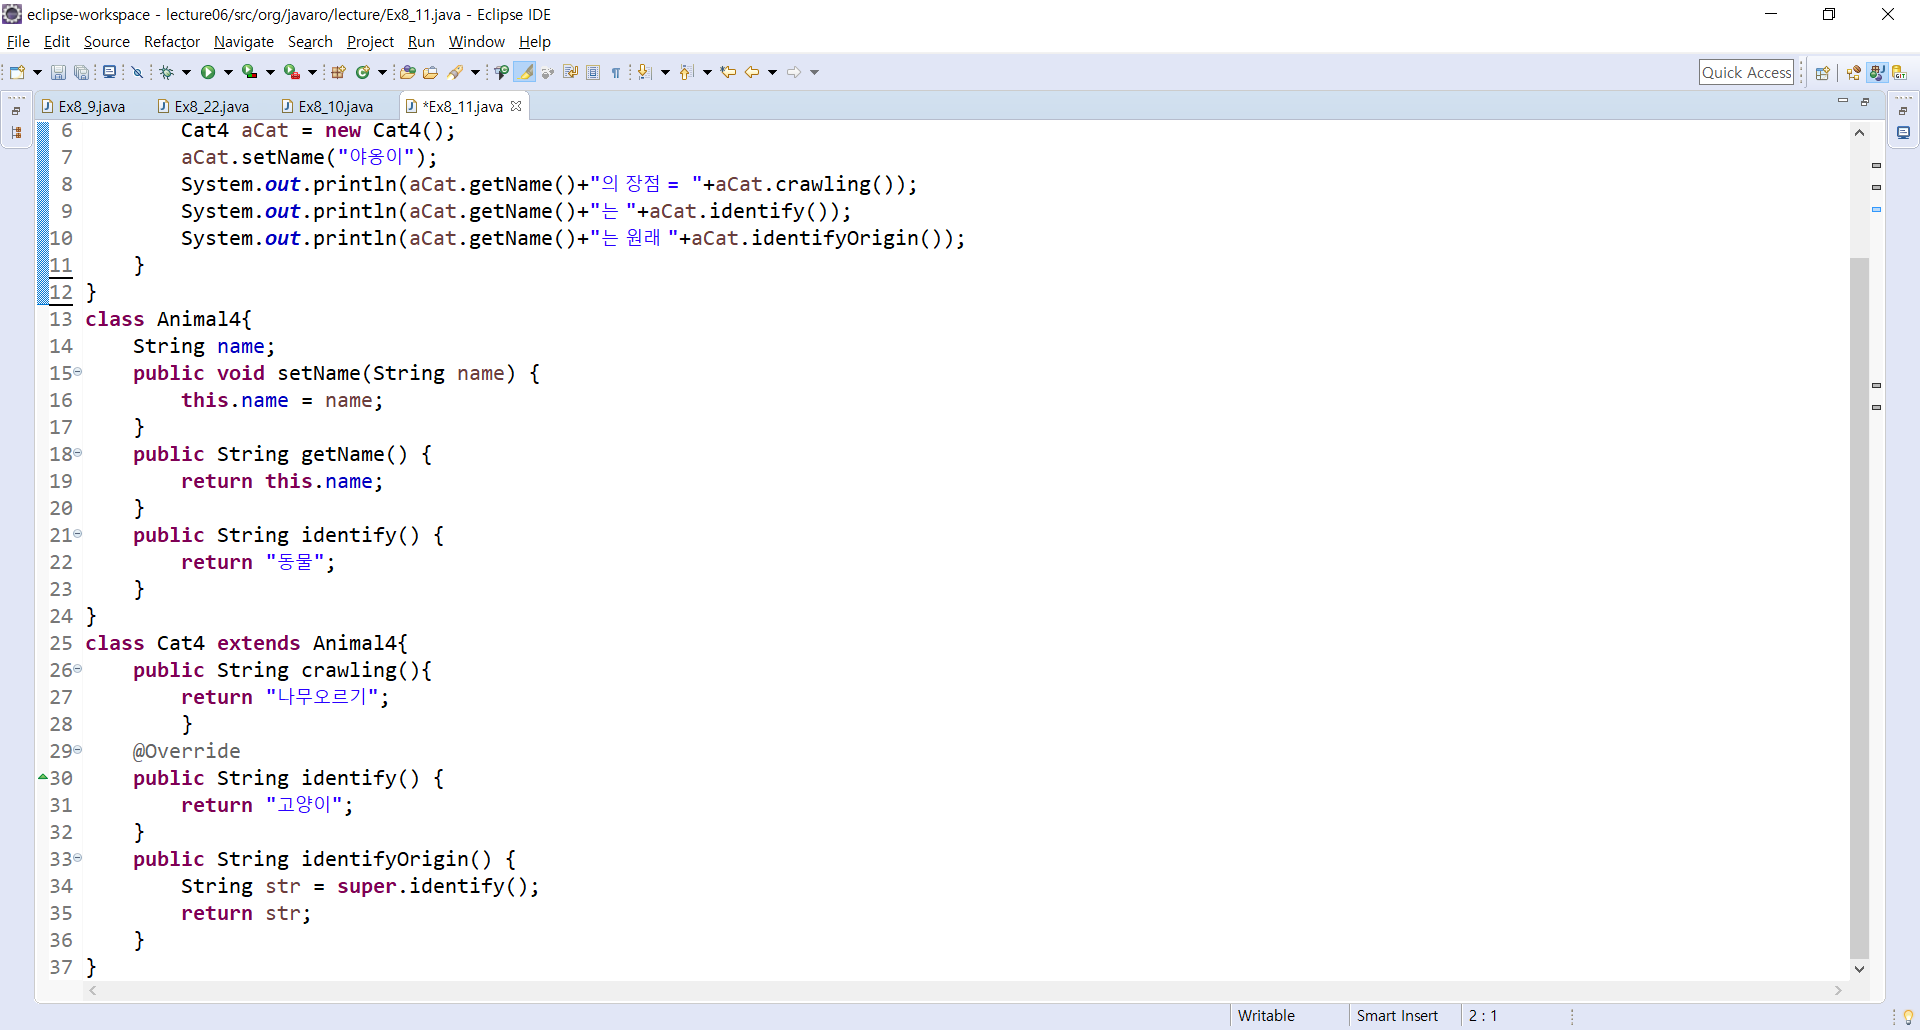 eclipse-workspace - lecture06/src/org/javaro/lecture/Ex8_11.java - Eclipse IDE
File Edit Source Refactor Navigate Search Project Run Window Help
Quick Access
Ex8_9.java Ex8_22.java Ex8_10.java *Ex8_11.java
6 Cat4 aCat = new Cat4();
7 aCat.setName("야옹이");
8 System.out.println(aCat.getName()+"의 장점 = "+aCat.crawling());
9 System.out.println(aCat.getName()+"는 "+aCat.identify());
10 System.out.println(aCat.getName()+"는 원래 "+aCat.identifyOrigin());
11 }
12 }
13 class Animal4{
14 String name;
15 public void setName(String name) {
16 this.name = name;
17 }
18 public String getName() {
19 return this.name;
20 }
21 public String identify() {
22 return "동물";
23 }
24 }
25 class Cat4 extends Animal4{
26 public String crawling(){
27 return "나무오르기";
28 }
29 @Override
30 public String identify() {
31 return "고양이";
32 }
33 public String identifyOrigin() {
34 String str = super.identify();
35 return str;
36 }
37 }
Writable Smart Insert 2 : 1